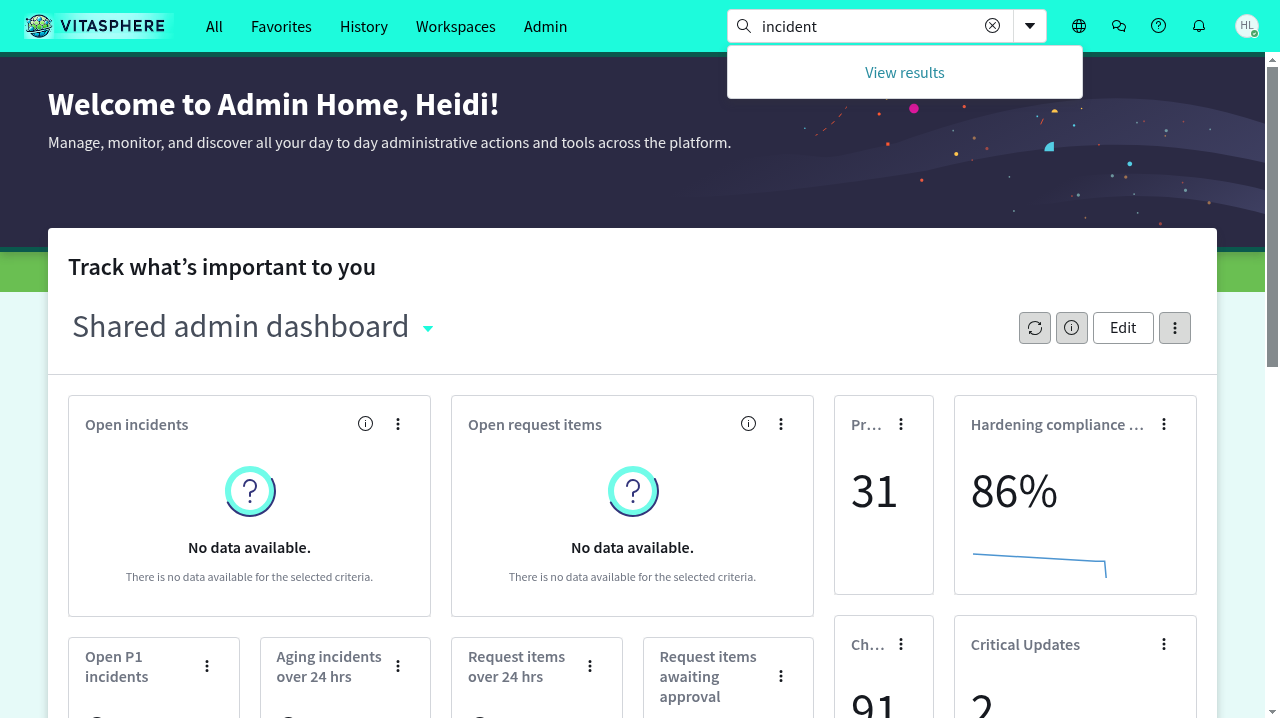 VITASPHERE
All
Favorites
History
Workspaces
Admin
incident
HL
View results
Welcome to Admin Home, Heidi!
Manage, monitor, and discover all your day to day administrative actions and tools across the platform.
Track what’s important to you
Shared admin dashboard
Edit
Open incidents
No data available.
There is no data available for the selected criteria.
Open request items
No data available.
There is no data available for the selected criteria.
Pr...
31
Hardening compliance ...
86%
Open P1
incidents
Aging incidents
over 24 hrs
Request items
over 24 hrs
Request items
awaiting
approval
Ch...
91
Critical Updates
2